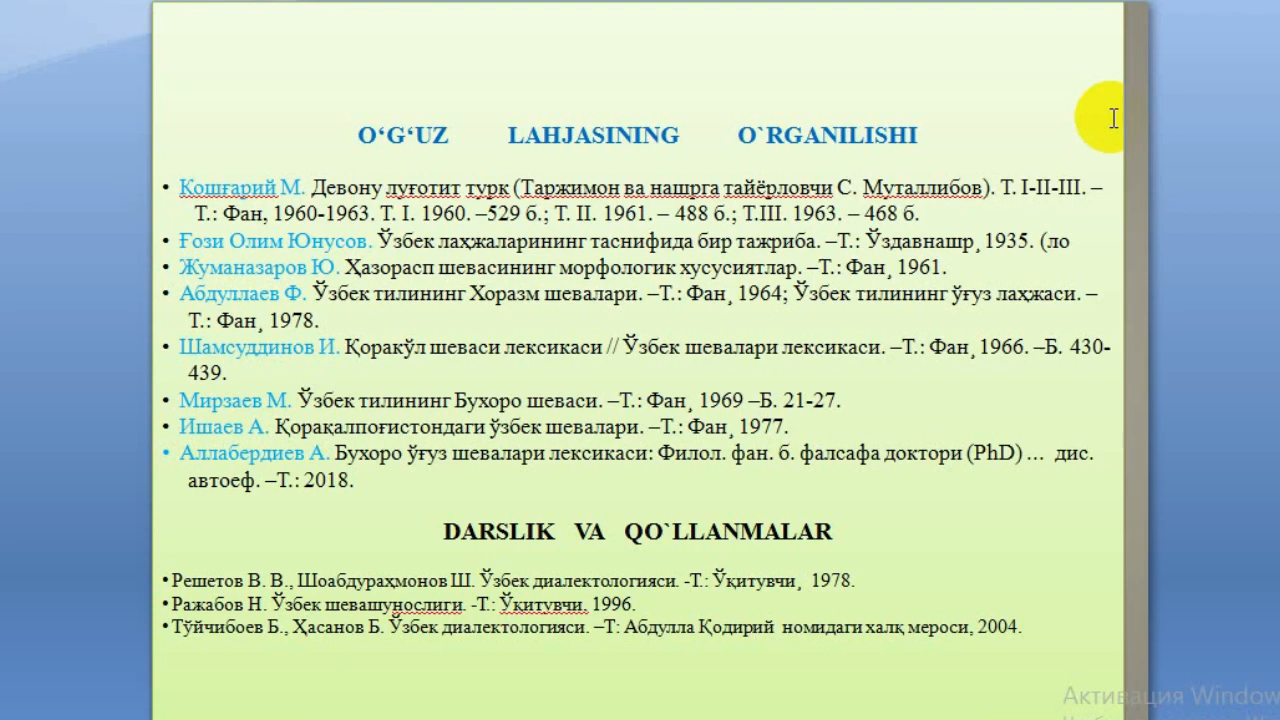 O‘G‘UZ LAHJASINING O`RGANILISHI
• Кошғарий М. Девону луғотит турк (Таржимон ва нашрга тайёрловчи С. Муталлибов). Т. I-II-III. –
Т.: Фан, 1960-1963. Т. I. 1960. –529 б.; Т. II. 1961. – 488 б.; Т.III. 1963. – 468 б.
• Ғози Олим Юнусов. Ўзбек лаҳжаларининг таснифида бир тажриба. –Т.: Ўздавнашр¸ 1935. (ло
• Жуманазаров Ю. Ҳазорасп шевасининг морфологик хусусиятлар. –Т.: Фан¸ 1961.
• Абдуллаев Ф. Ўзбек тилининг Хоразм шевалари. –Т.: Фан¸ 1964; Ўзбек тилининг ўғуз лаҳжаси. –
Т.: Фан¸ 1978.
• Шамсуддинов И. Қоракўл шеваси лексикаси // Ўзбек шевалари лексикаси. –Т.: Фан¸ 1966. –Б. 430-
439.
• Мирзаев М. Ўзбек тилининг Бухоро шеваси. –Т.: Фан¸ 1969 –Б. 21-27.
• Ишаев А. Қорақалпоғистондаги ўзбек шевалари. –Т.: Фан¸ 1977.
• Аллабердиев А. Бухоро ўғуз шевалари лексикаси: Филол. фан. б. фалсафа доктори (PhD) … дис.
автоеф. –Т.: 2018.
DARSLIK VA QO`LLANMALAR
• Решетов В. В., Шоабдураҳмонов Ш. Ўзбек диалектологияси. -Т.: Ўқитувчи¸ 1978.
• Ражабов Н. Ўзбек шевашунослиги. -Т.: Ўқитувчи. 1996.
• Тўйчибоев Б., Ҳасанов Б. Ўзбек диалектологияси. –Т: Абдулла Қодирий номидаги халқ мероси, 2004.
Активация Window